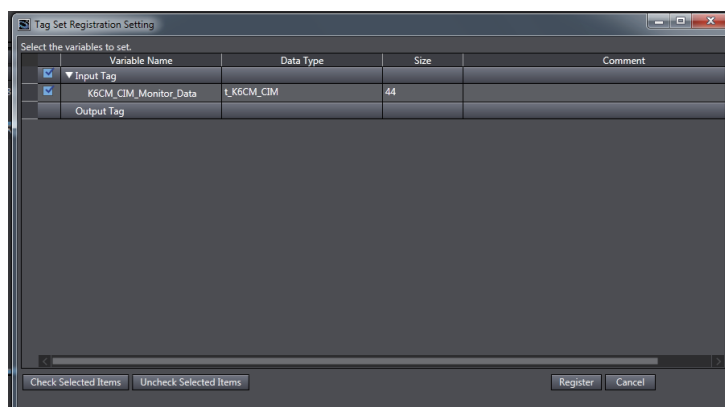 Tag Set Registration Setting
Select the variables to set.
Variable Name Data Type Size Comment
▼ Input Tag
K6CM_CIM_Monitor_Data t_K6CM_CIM 44
Output Tag
Check Selected Items Uncheck Selected Items Register Cancel